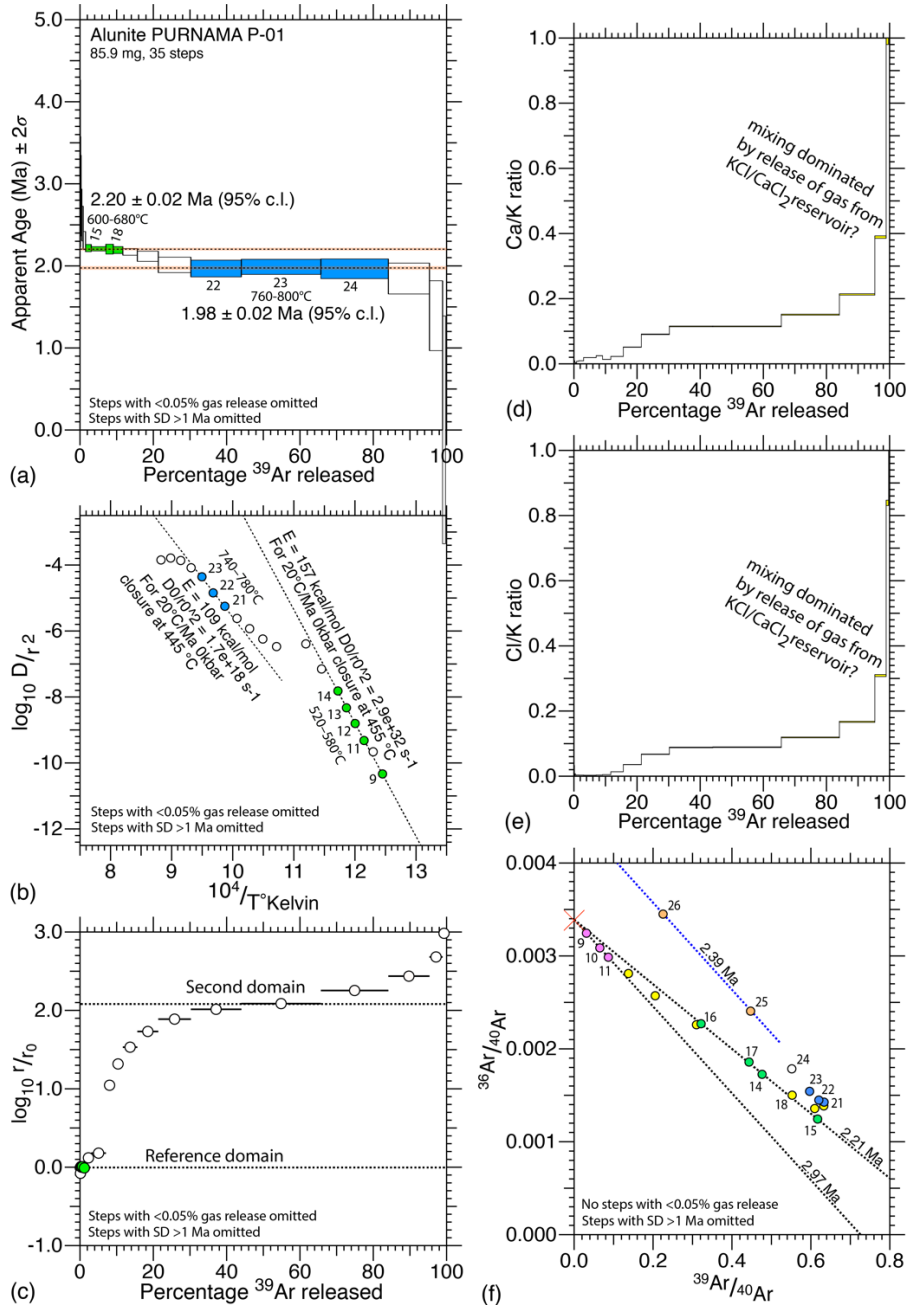 Alunite PURNAMA P-01
85.9 mg, 35 steps
Apparent Age (Ma) ± 2σ
5.0
4.0
3.0
2.0
1.0
0.0
2.20 ± 0.02 Ma (95% c.l.)
600-680°C
15
18
22
23
24
760-800°C
1.98 ± 0.02 Ma (95% c.l.)
Steps with <0.05% gas release omitted
Steps with SD >1 Ma omitted
0 20 40 60 80 100
Percentage 39Ar released
(a)
log10 D/r2
-4
-6
-8
-10
-12
740–780°C
23
22
21
E = 109 kcal/mol
D0/r0^2 = 1.7e+18 s-1
For 20°C/Ma 0kbar
closure at 445 °C
E = 157 kcal/mol D0/r0^2 = 2.9e+32 s-1
For 20°C/Ma 0kbar closure at 455 °C
14
13
12
11
9
520–580°C
Steps with <0.05% gas release omitted
Steps with SD >1 Ma omitted
8 9 10 11 12 13
10^4/T°Kelvin
(b)
log10 r/r0
3.0
2.0
1.0
0.0
-1.0
Second domain
Reference domain
Steps with <0.05% gas release omitted
Steps with SD >1 Ma omitted
0 20 40 60 80 100
Percentage 39Ar released
(c)
Ca/K ratio
1.0
0.8
0.6
0.4
0.2
0.0
mixing dominated
by release of gas from
KCl/CaCl2 reservoir?
0 20 40 60 80 100
Percentage 39Ar released
(d)
Cl/K ratio
1.0
0.8
0.6
0.4
0.2
0.0
mixing dominated
by release of gas from
KCl/CaCl2 reservoir?
0 20 40 60 80 100
Percentage 39Ar released
(e)
36Ar/40Ar
0.004
0.003
0.002
0.001
0.000
26
9
10
11
2.39 Ma
25
16
17
14
24
23
22
21
18
15
2.21 Ma
2.97 Ma
No steps with <0.05% gas release
Steps with SD >1 Ma omitted
0.0 0.2 0.4 0.6 0.8
39Ar/40Ar
(f)